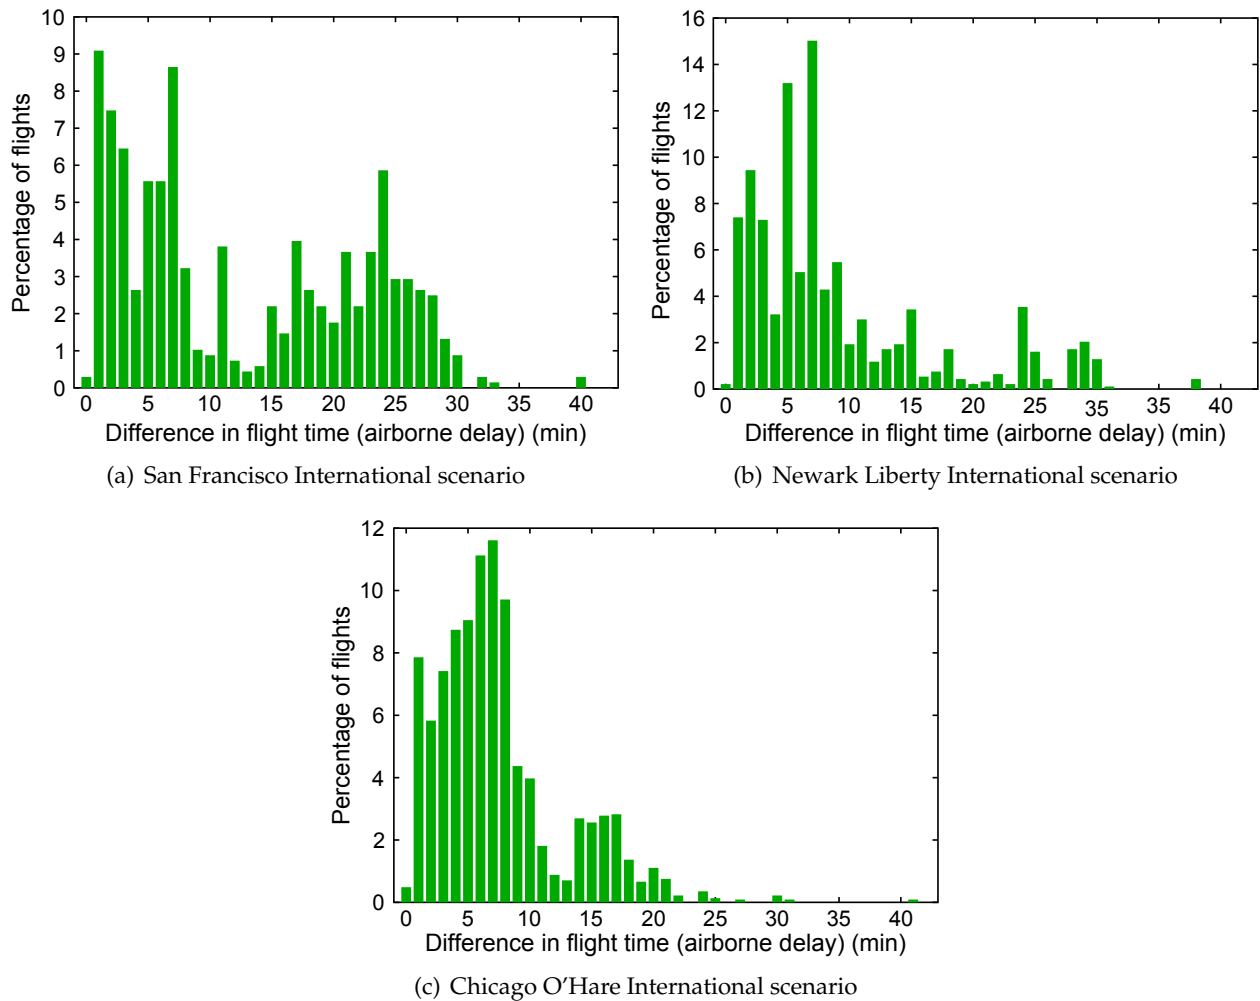 10
9
8
7
6
5
4
3
2
1
0
Percentage of flights
0 5 10 15 20 25 30 35 40
Difference in flight time (airborne delay) (min)
(a) San Francisco International scenario
16
14
12
10
8
6
4
2
0
Percentage of flights
0 5 10 15 20 25 35 35 40
Difference in flight time (airborne delay) (min)
(b) Newark Liberty International scenario
12
10
8
6
4
2
0
Percentage of flights
0 5 10 15 20 25 30 35 40
Difference in flight time (airborne delay) (min)
(c) Chicago O'Hare International scenario